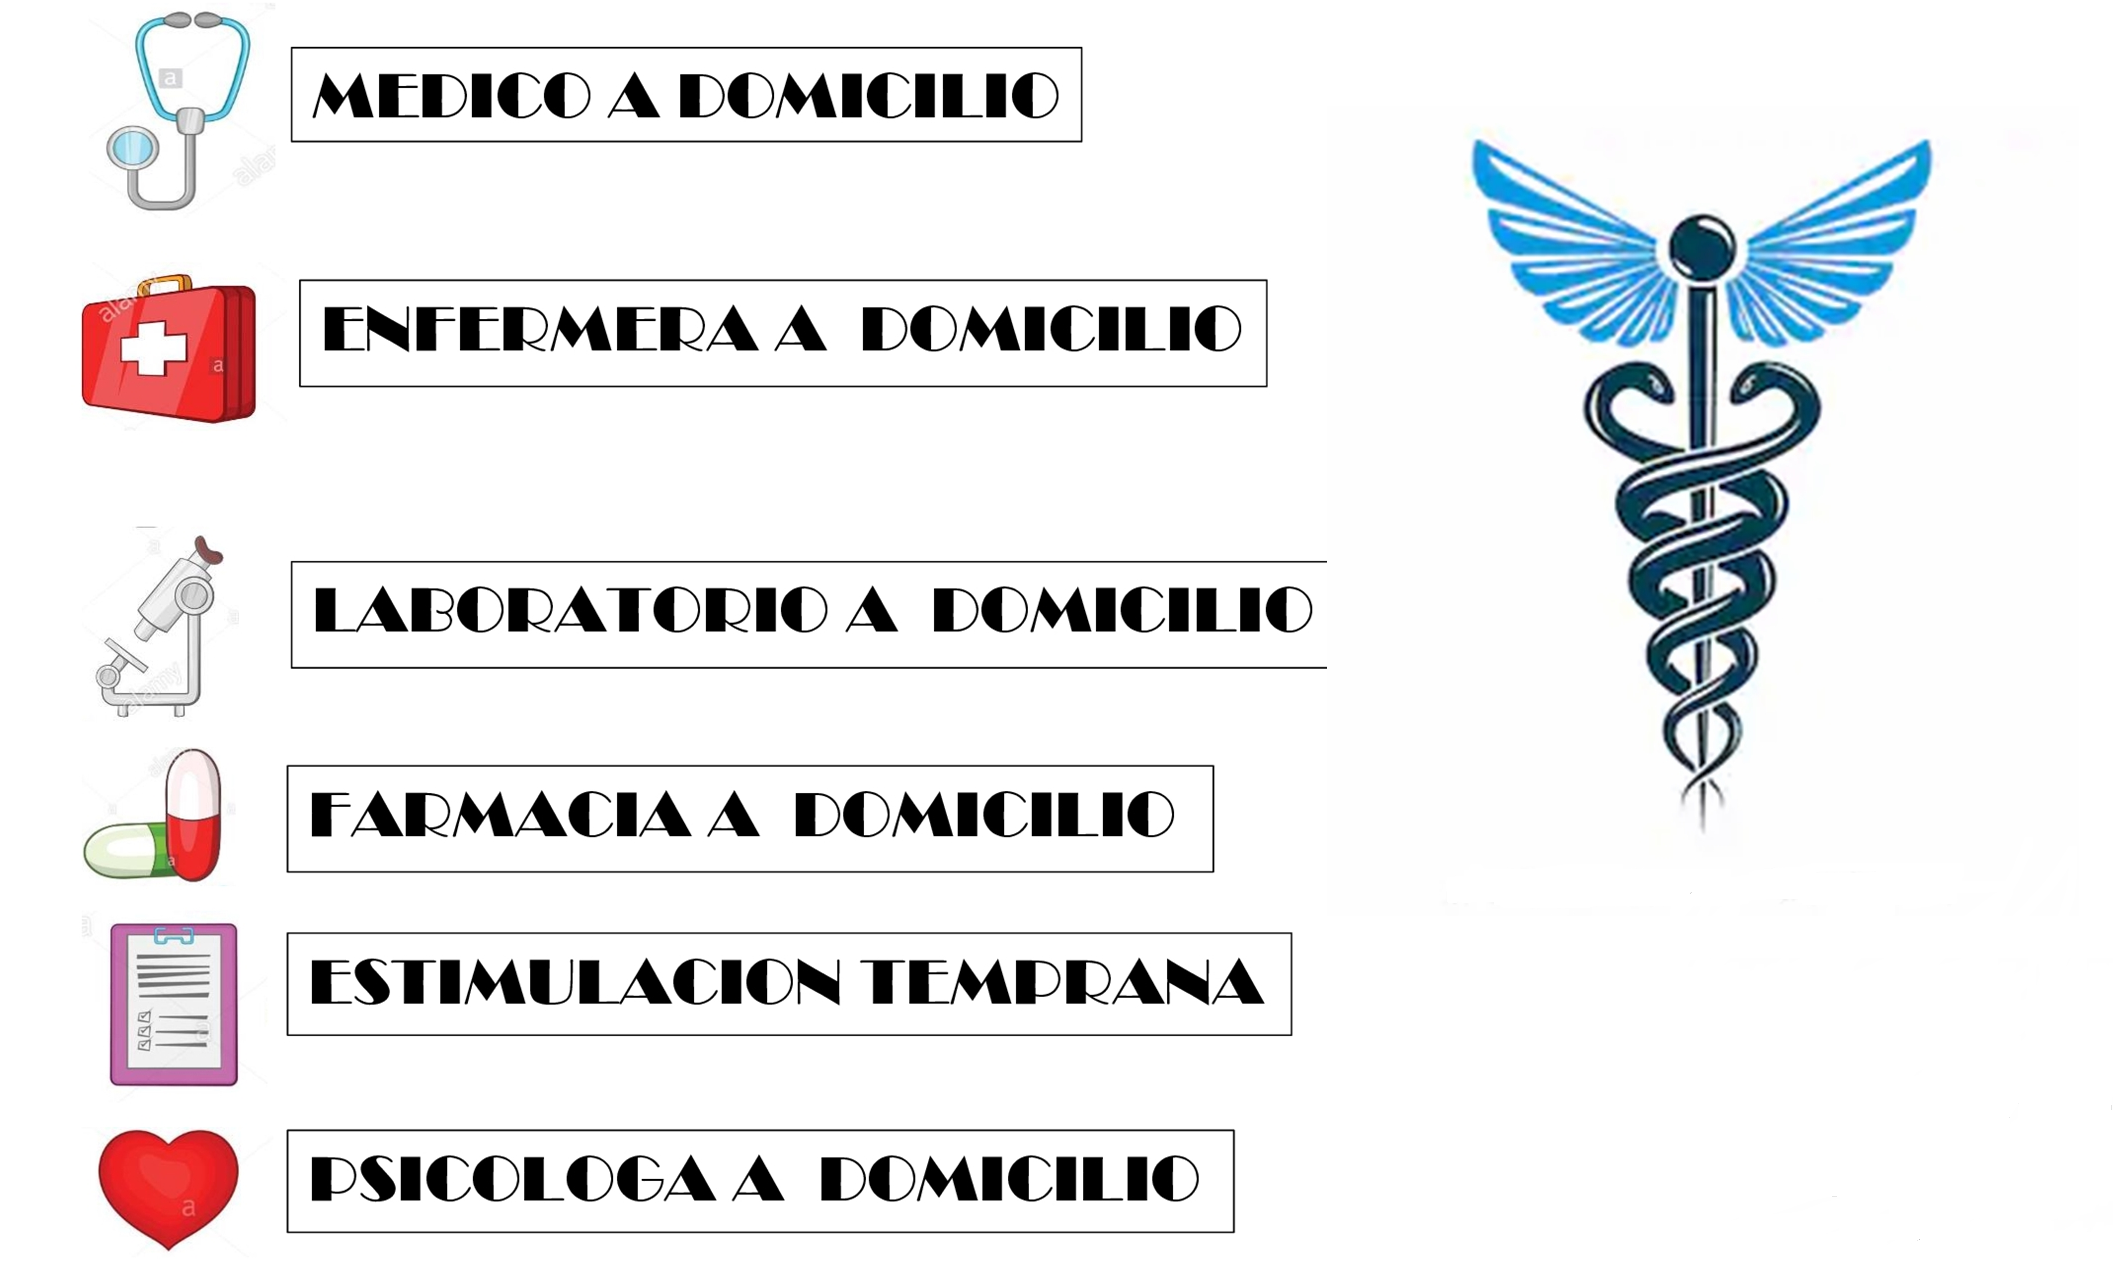 MEDICO A DOMICILIO
ENFERMERA A DOMICILIO
LABORATORIO A DOMICILIO
FARMACIA A DOMICILIO
ESTIMULACION TEMPRANA
PSICOLOGA A DOMICILIO